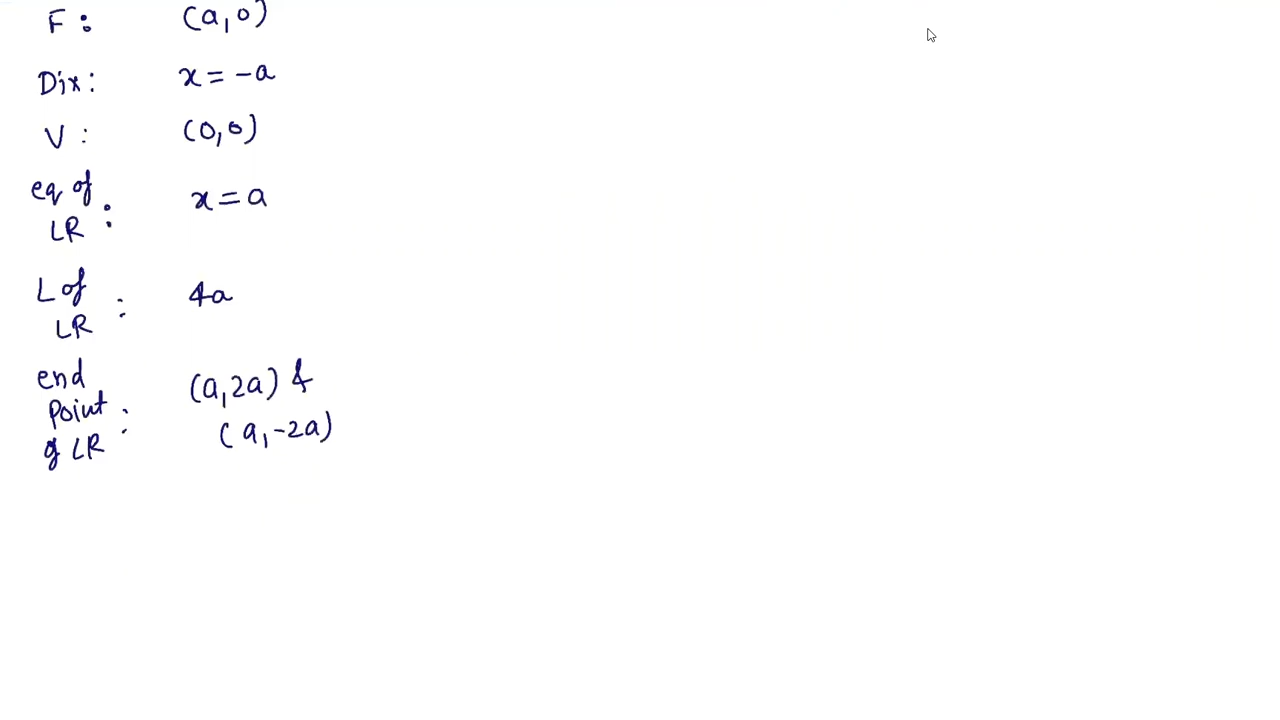 F: (a,0)
Dix: x = -a
V: (0,0)
eq of
LR : x = a
L of
LR : 4a
end
point : (a,2a) &
of LR (a,-2a)